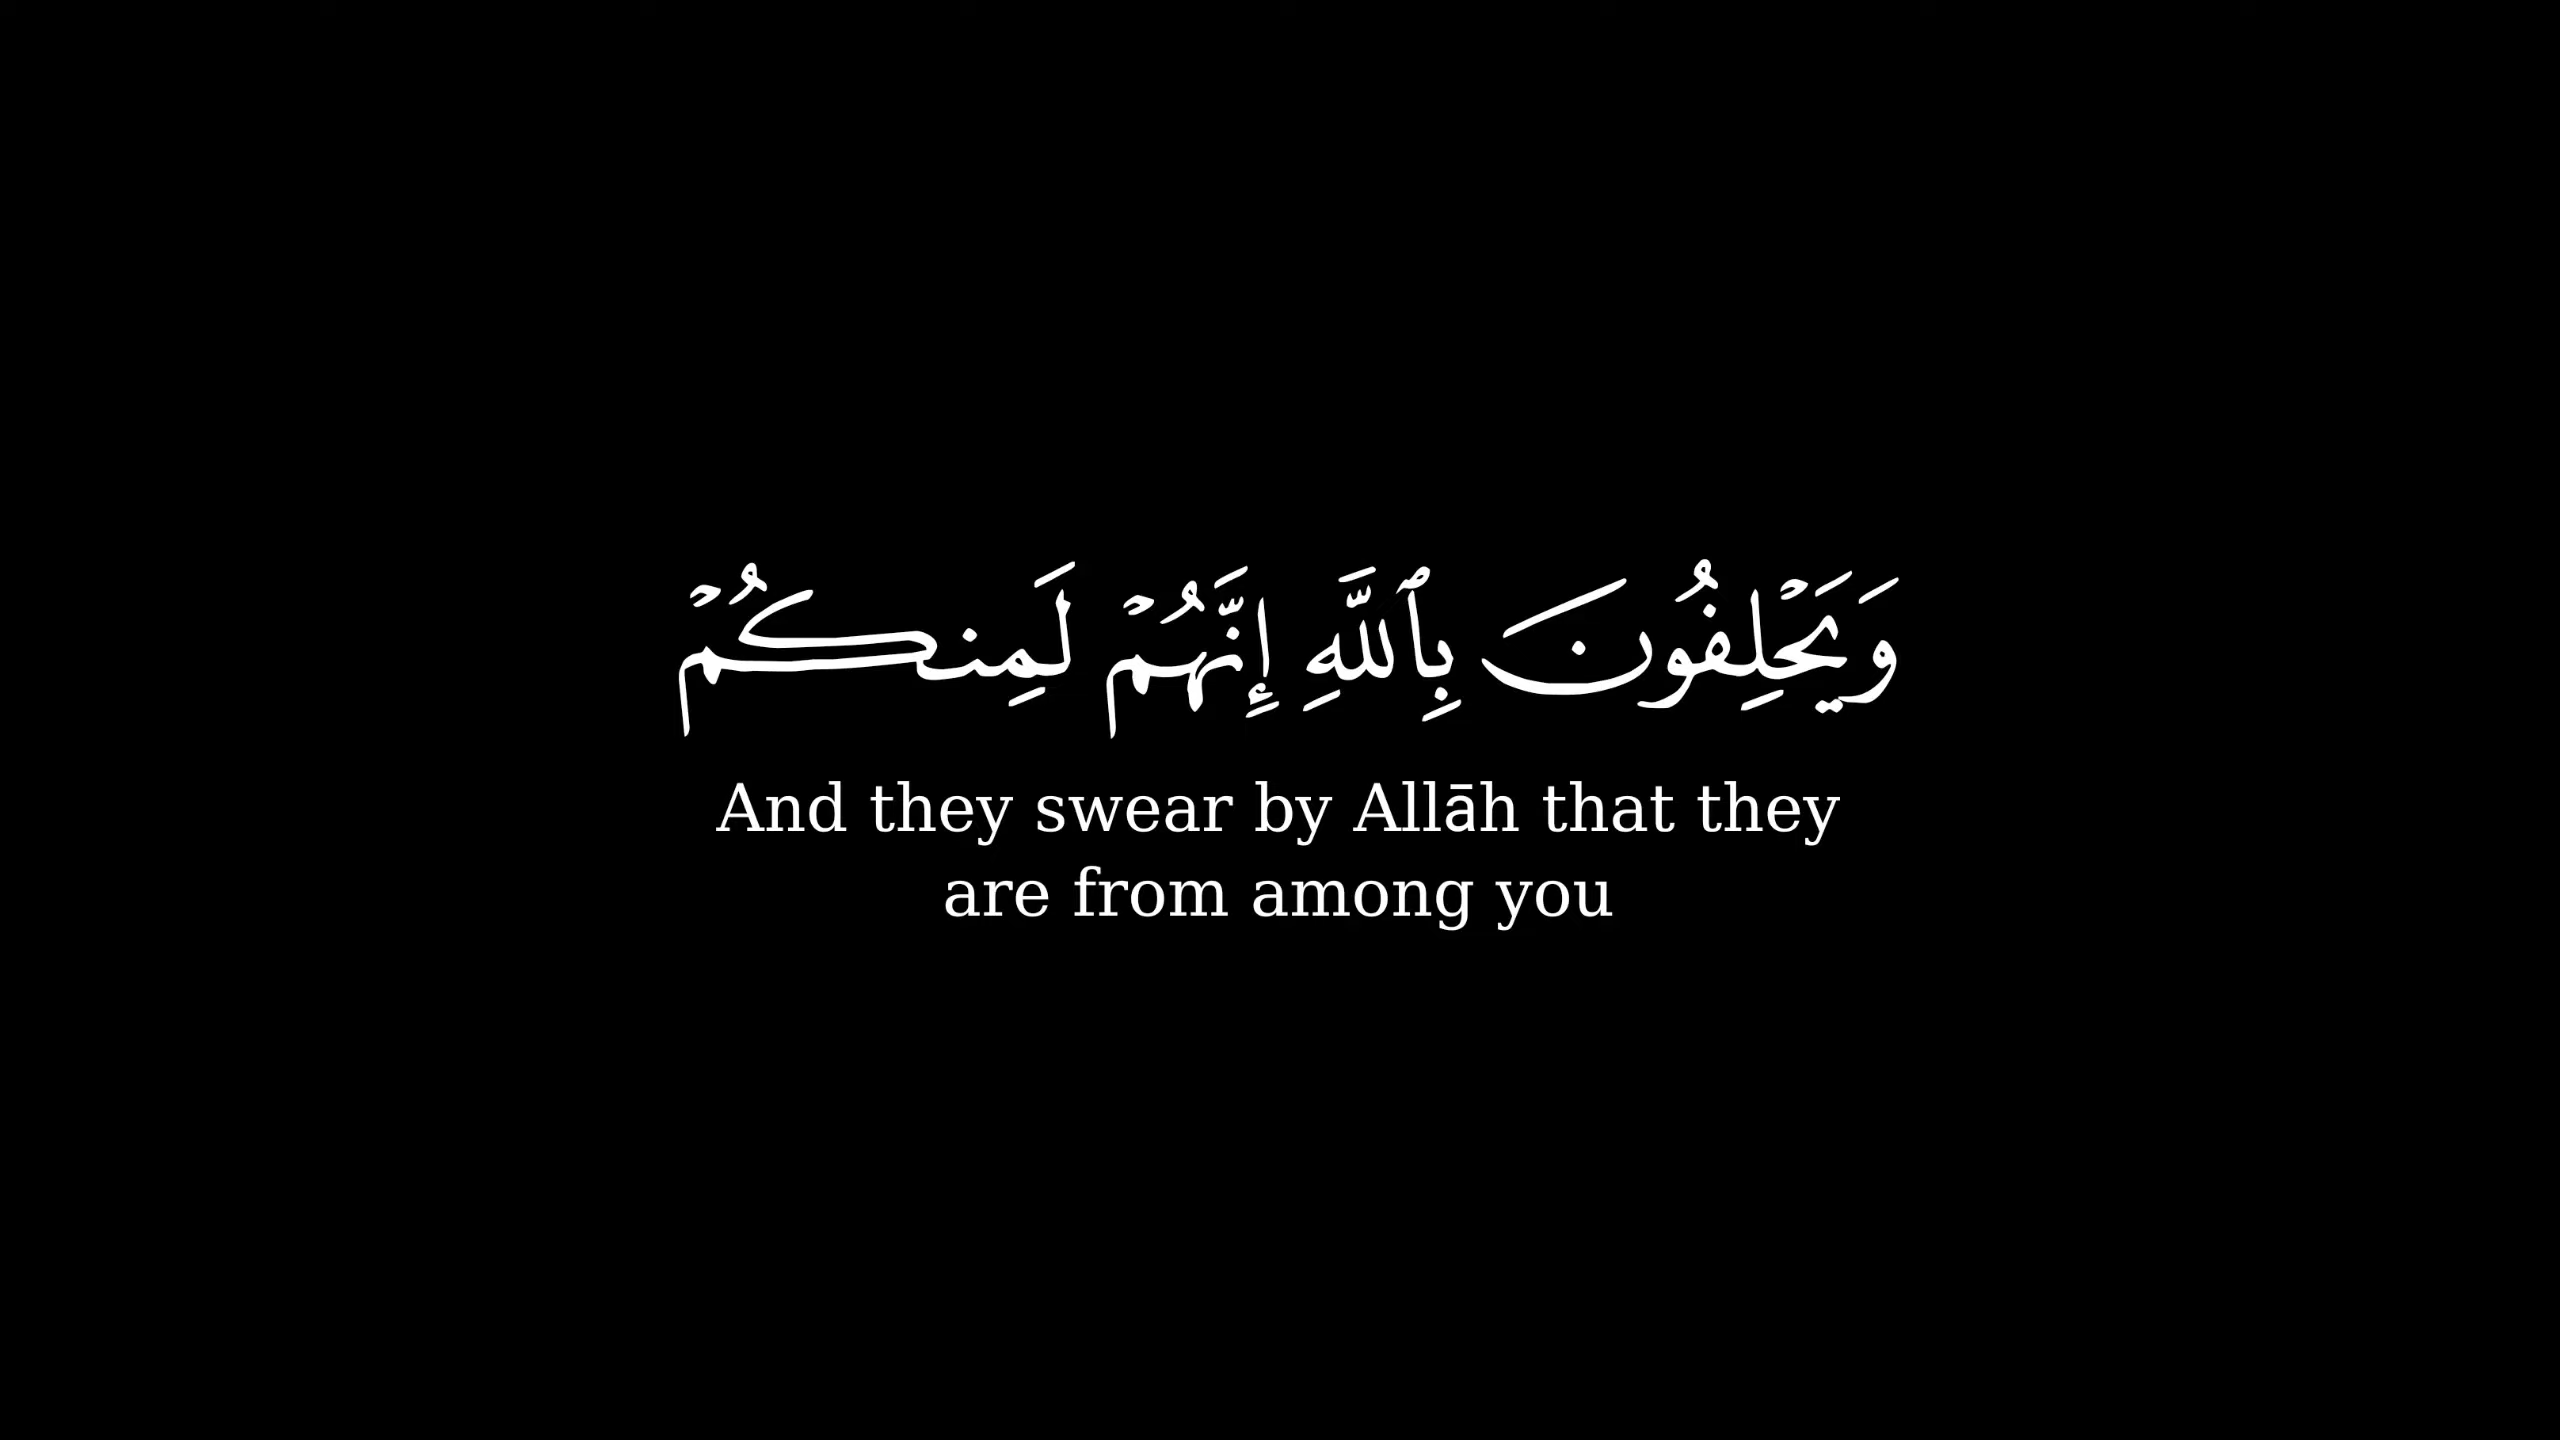 وَيَحْلِفُونَ بِٱللَّهِ إِنَّهُمْ لَمِنكُمْ
And they swear by Allāh that they
are from among you